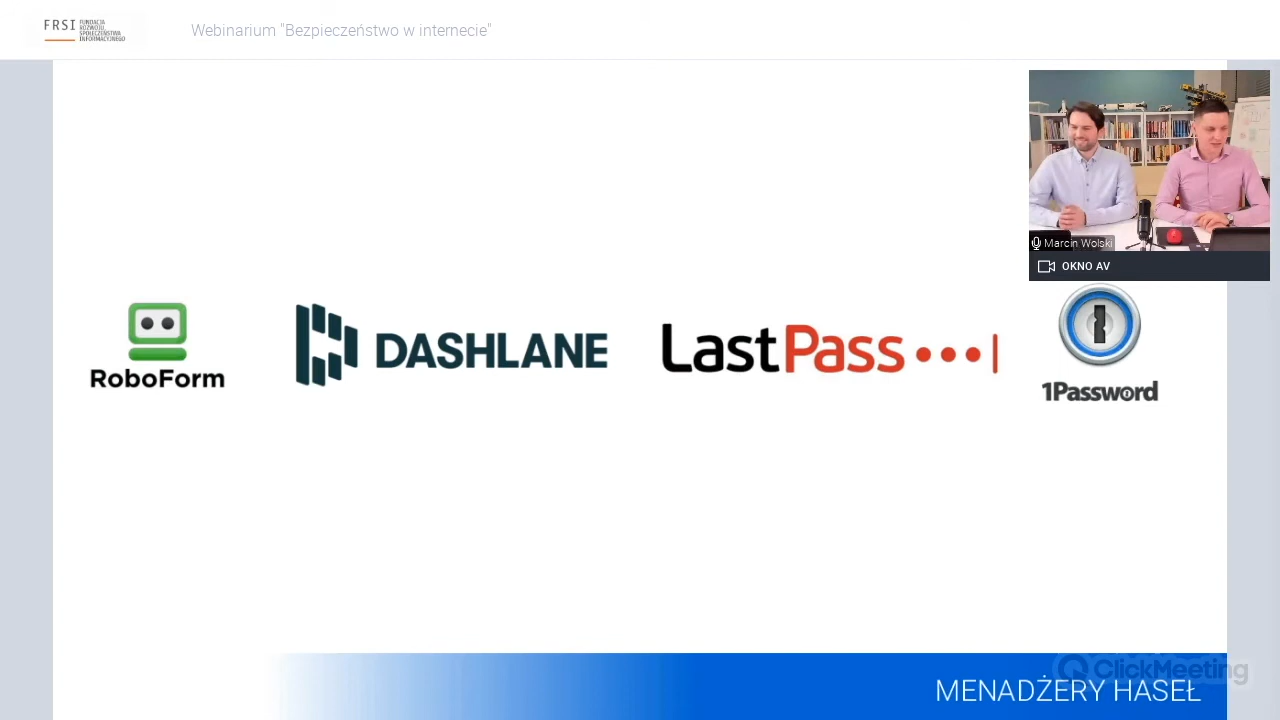 FRSI
FUNDACJA
ROZWOJU
SPOŁECZEŃSTWA
INFORMACYJNEGO
Webinarium "Bezpieczeństwo w internecie"
Marcin Wolski
OKNO AV
RoboForm
DASHLANE
LastPass
1Password
ClickMeeting
MENADŻERY HASEŁ